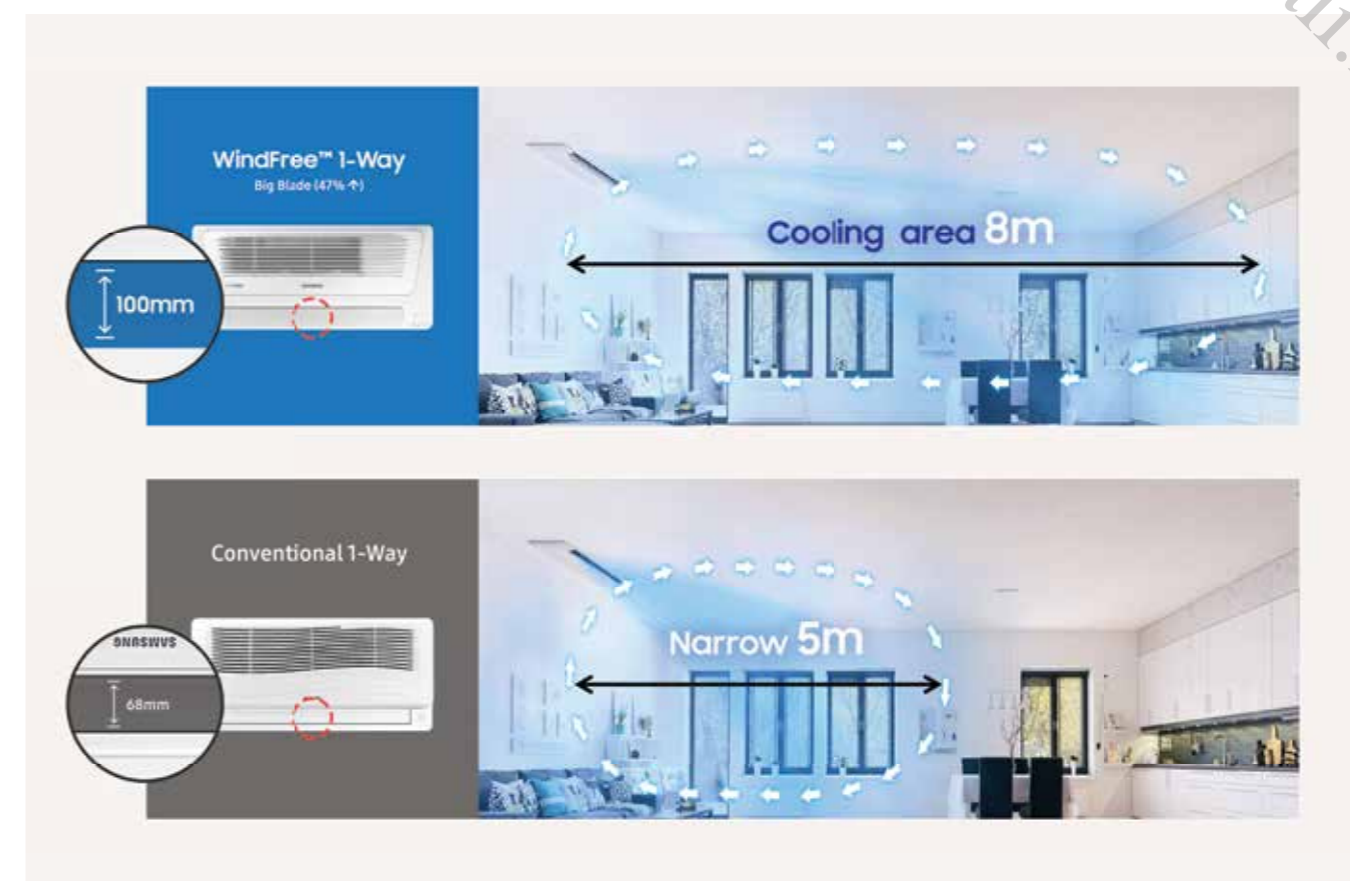 WindFree™ 1-Way
Big Blade (47% ↑)
100mm
Cooling area 8m
Conventional 1-Way
SAMSUNG
68mm
Narrow 5m